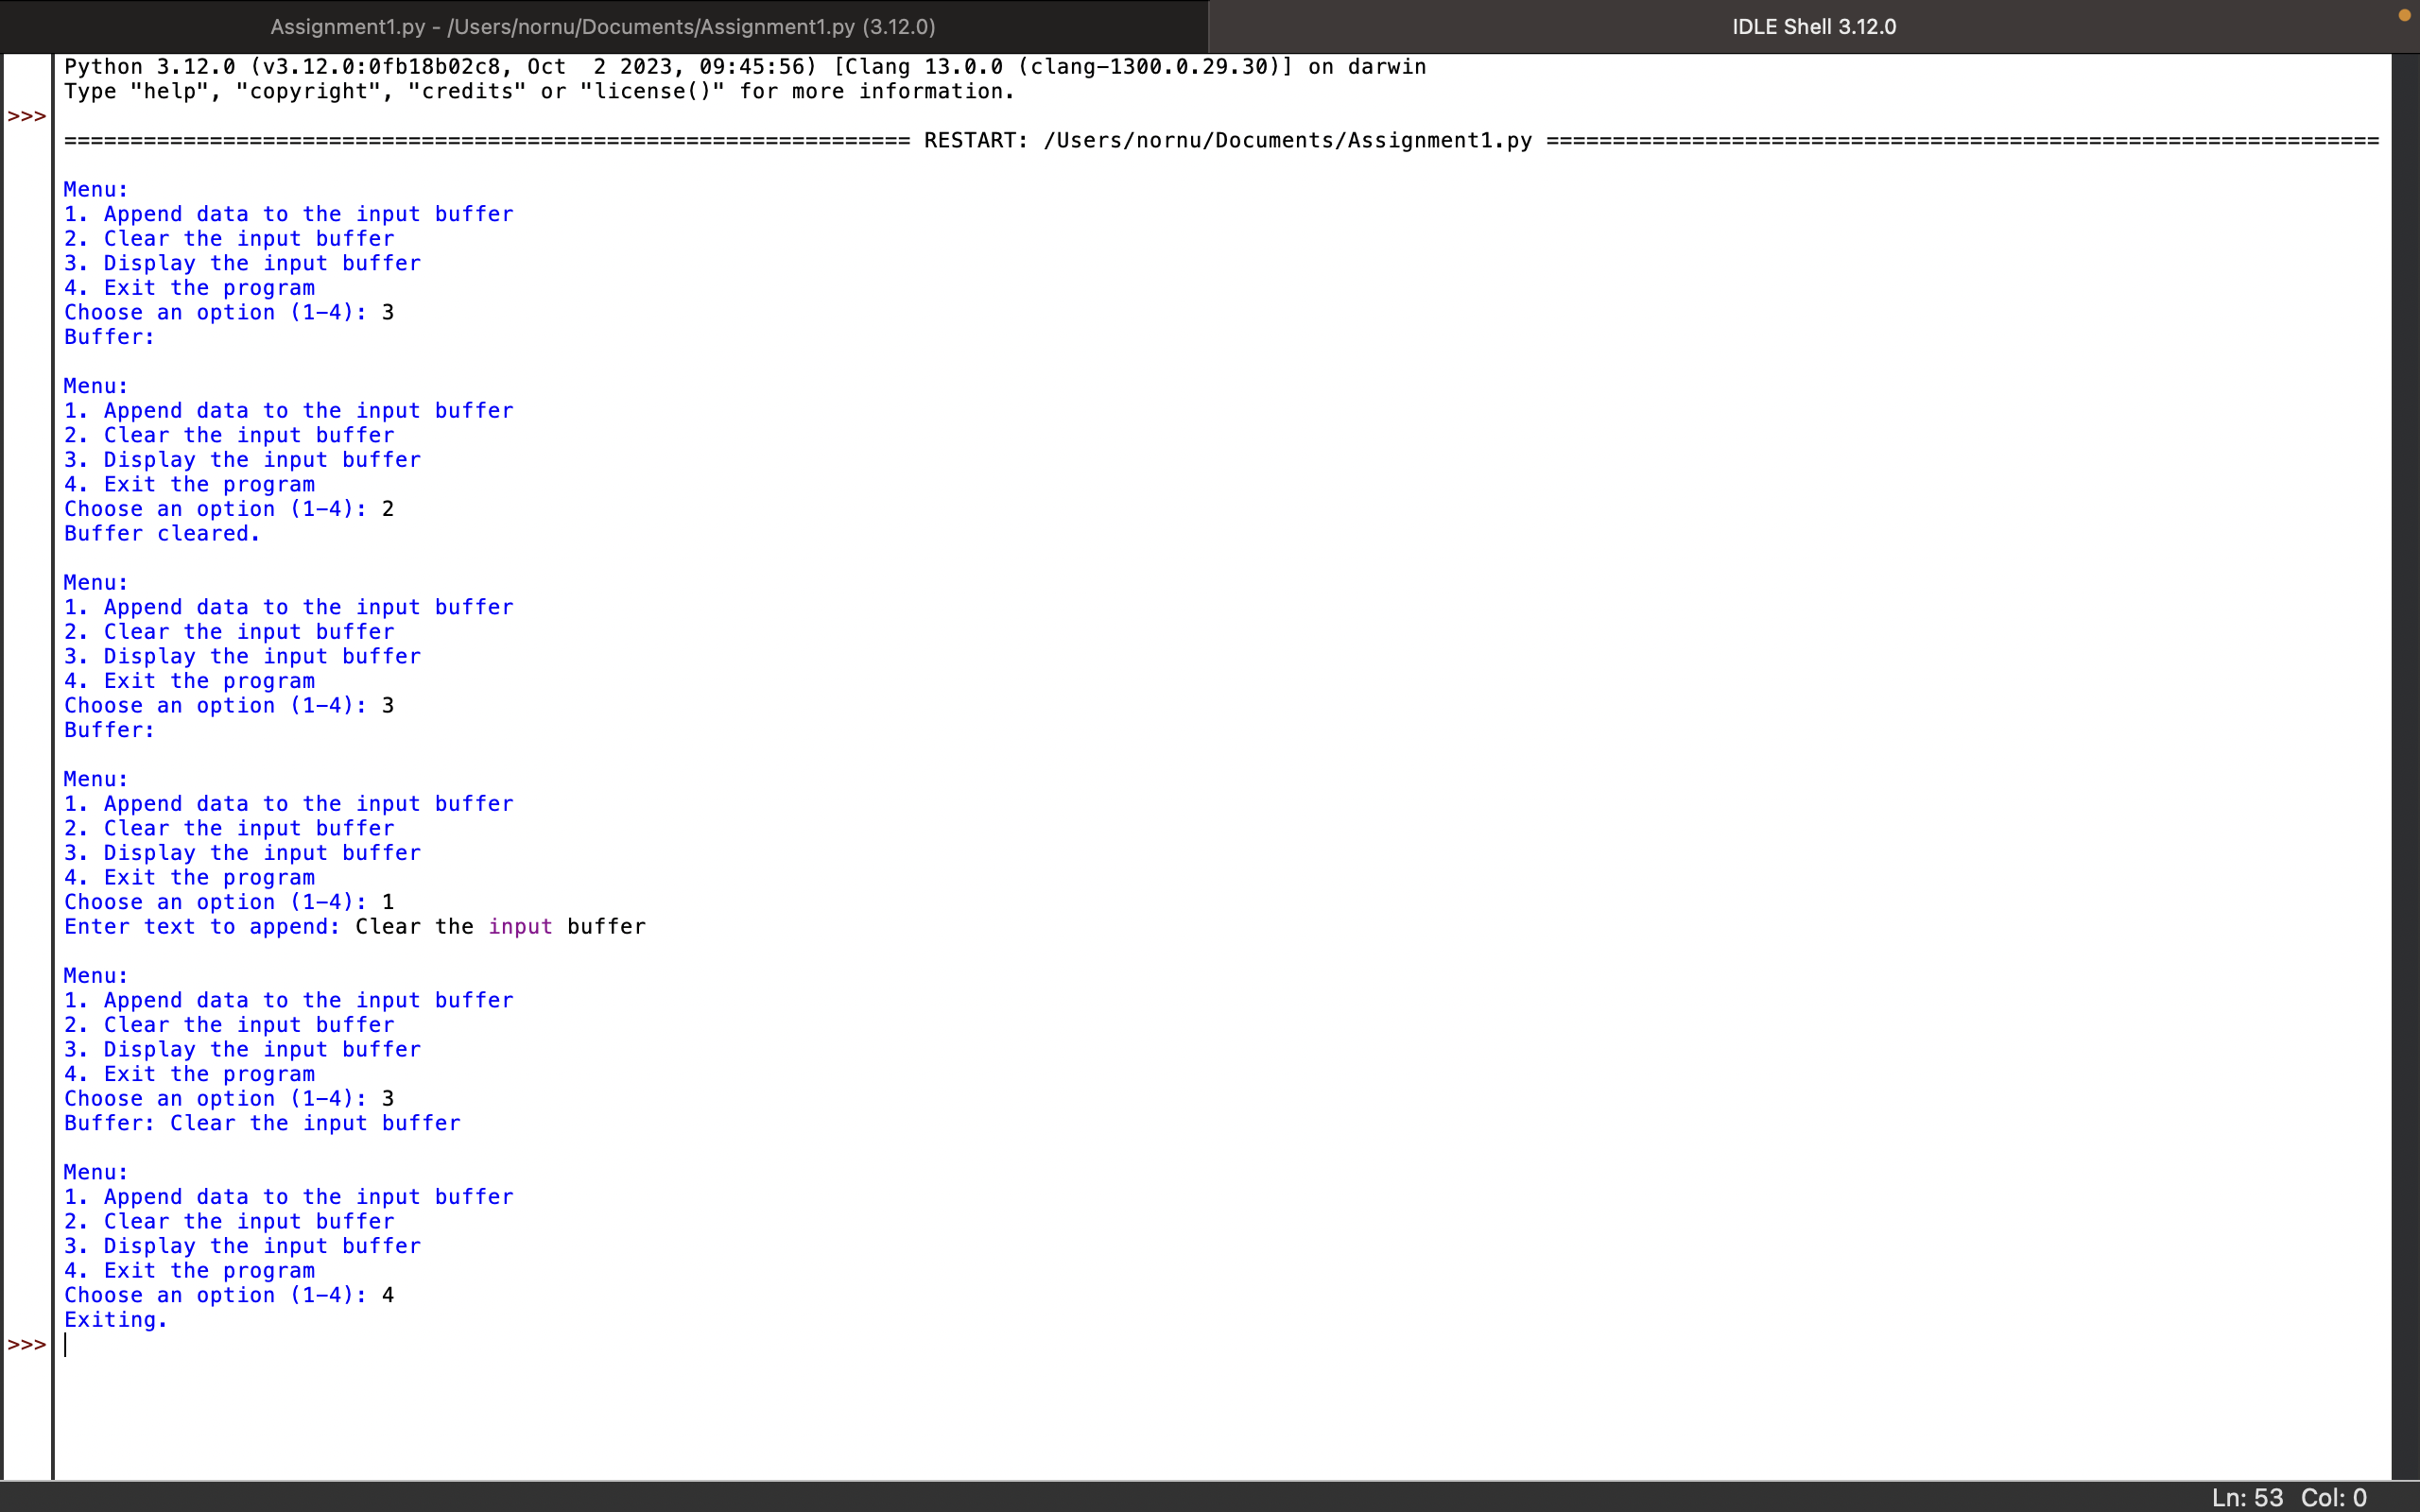 Assignment1.py - /Users/nornu/Documents/Assignment1.py (3.12.0)
IDLE Shell 3.12.0
Python 3.12.0 (v3.12.0:0fb18b02c8, Oct  2 2023, 09:45:56) [Clang 13.0.0 (clang-1300.0.29.30)] on darwin
Type "help", "copyright", "credits" or "license()" for more information.
>>>
================================================================ RESTART: /Users/nornu/Documents/Assignment1.py ===============================================================
Menu:
1. Append data to the input buffer
2. Clear the input buffer
3. Display the input buffer
4. Exit the program
Choose an option (1-4): 3
Buffer:
Menu:
1. Append data to the input buffer
2. Clear the input buffer
3. Display the input buffer
4. Exit the program
Choose an option (1-4): 2
Buffer cleared.
Menu:
1. Append data to the input buffer
2. Clear the input buffer
3. Display the input buffer
4. Exit the program
Choose an option (1-4): 3
Buffer:
Menu:
1. Append data to the input buffer
2. Clear the input buffer
3. Display the input buffer
4. Exit the program
Choose an option (1-4): 1
Enter text to append: Clear the input buffer
Menu:
1. Append data to the input buffer
2. Clear the input buffer
3. Display the input buffer
4. Exit the program
Choose an option (1-4): 3
Buffer: Clear the input buffer
Menu:
1. Append data to the input buffer
2. Clear the input buffer
3. Display the input buffer
4. Exit the program
Choose an option (1-4): 4
Exiting.
>>>
Ln: 53 Col: 0